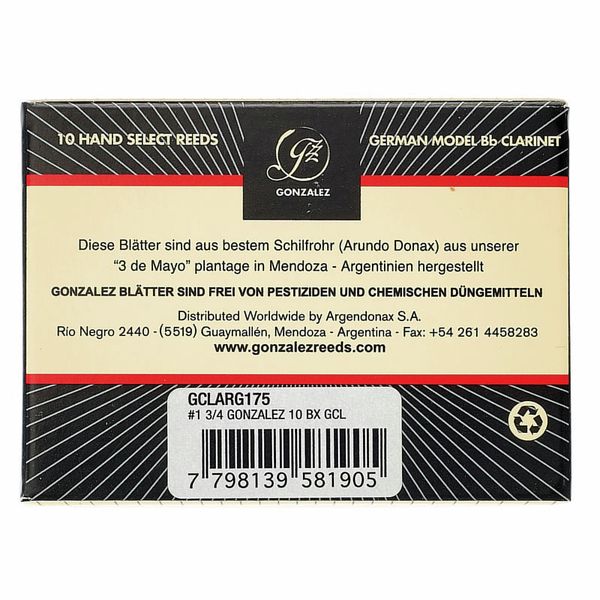 10 HAND SELECT REEDS
gz
GONZALEZ
GERMAN MODEL Bb CLARINET
Diese Blätter sind aus bestem Schilfrohr (Arundo Donax) aus unserer
“3 de Mayo” plantage in Mendoza - Argentinien hergestellt
GONZALEZ BLÄTTER SIND FREI VON PESTIZIDEN UND CHEMISCHEN DÜNGEMITTELN
Distributed Worldwide by Argendonax S.A.
Río Negro 2440 - (5519) Guaymallén, Mendoza - Argentina - Fax: +54 261 4458283
www.gonzalezreeds.com
GCLARG175
#1 3/4 GONZALEZ 10 BX GCL
7 798139 581905